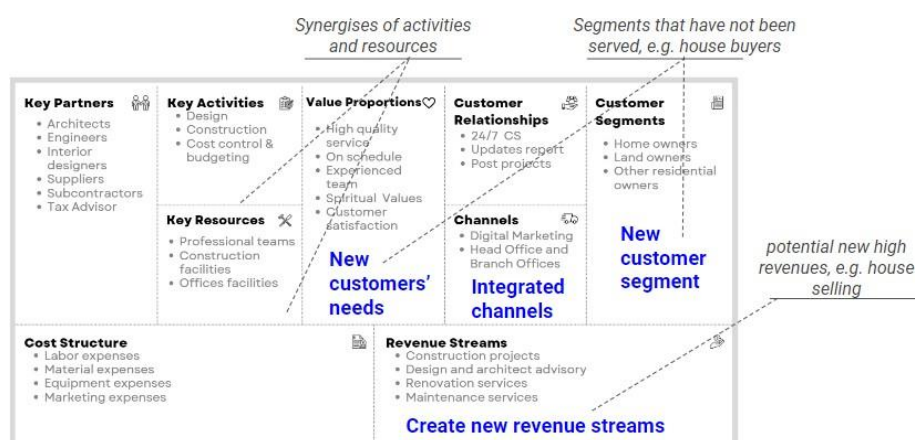 Synergises of activities
and resources
Segments that have not been
served, e.g. house buyers
Key Partners
Architects
Engineers
Interior
designers
Suppliers
Subcontractors
Tax Advisor
Key Activities
Design
Construction
Cost control &
budgeting
Key Resources
Professional teams
Construction
facilities
Offices facilities
Value Proportions
High quality
service
On schedule
Experienced
team
Spiritual Values
Customer
satisfaction
New
customers’
needs
Customer
Relationships
24/7 CS
Updates report
Post projects
Channels
Digital Marketing
Head Office and
Branch Offices
Integrated
channels
Customer
Segments
Home owners
Land owners
Other residential
owners
New
customer
segment
potential new high
revenues, e.g. house
selling
Cost Structure
Labor expenses
Material expenses
Equipment expenses
Marketing expenses
Revenue Streams
Construction projects
Design and architect advisory
Renovation services
Maintenance services
Create new revenue streams